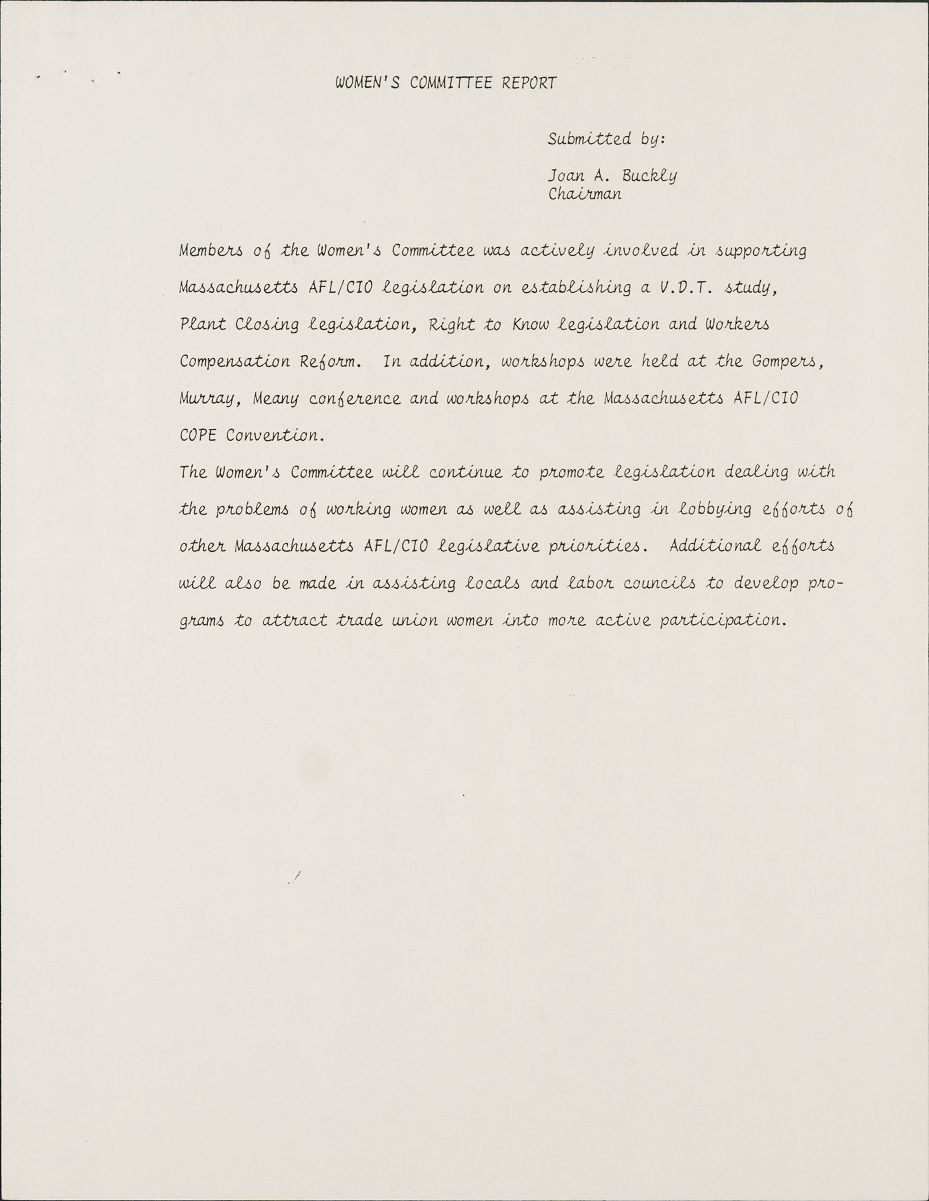 WOMEN'S COMMITTEE REPORT
Submitted by:
Joan A. Buckly
Chairman
Members of the Women's Committee was actively involved in supporting
Massachusetts AFL/CIO legislation on establishing a V.D.T. study,
Plant Closing legislation, Right to Know legislation and Workers
Compensation Reform. In addition, workshops were held at the Gompers,
Murray, Meany conference and workshops at the Massachusetts AFL/CIO
COPE Convention.
The Women's Committee will continue to promote legislation dealing with
the problems of working women as well as assisting in lobbying efforts of
other Massachusetts AFL/CIO legislative priorities. Additional efforts
will also be made in assisting locals and labor councils to develop pro-
grams to attract trade union women into more active participation.